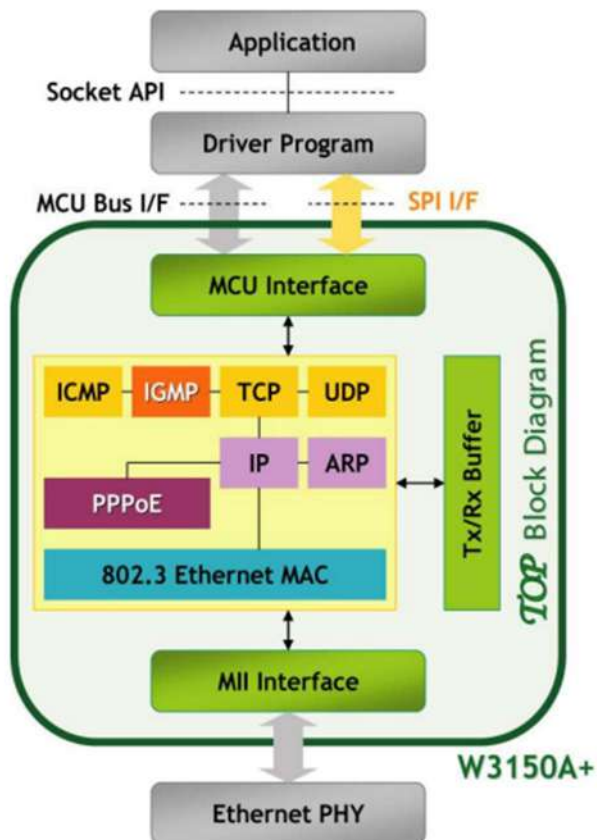 Application
Socket API
Driver Program
MCU Bus I/F
SPI I/F
MCU Interface
ICMP
IGMP
TCP
UDP
IP
ARP
PPPoE
802.3 Ethernet MAC
Tx/Rx Buffer
TOP Block Diagram
MII Interface
W3150A+
Ethernet PHY